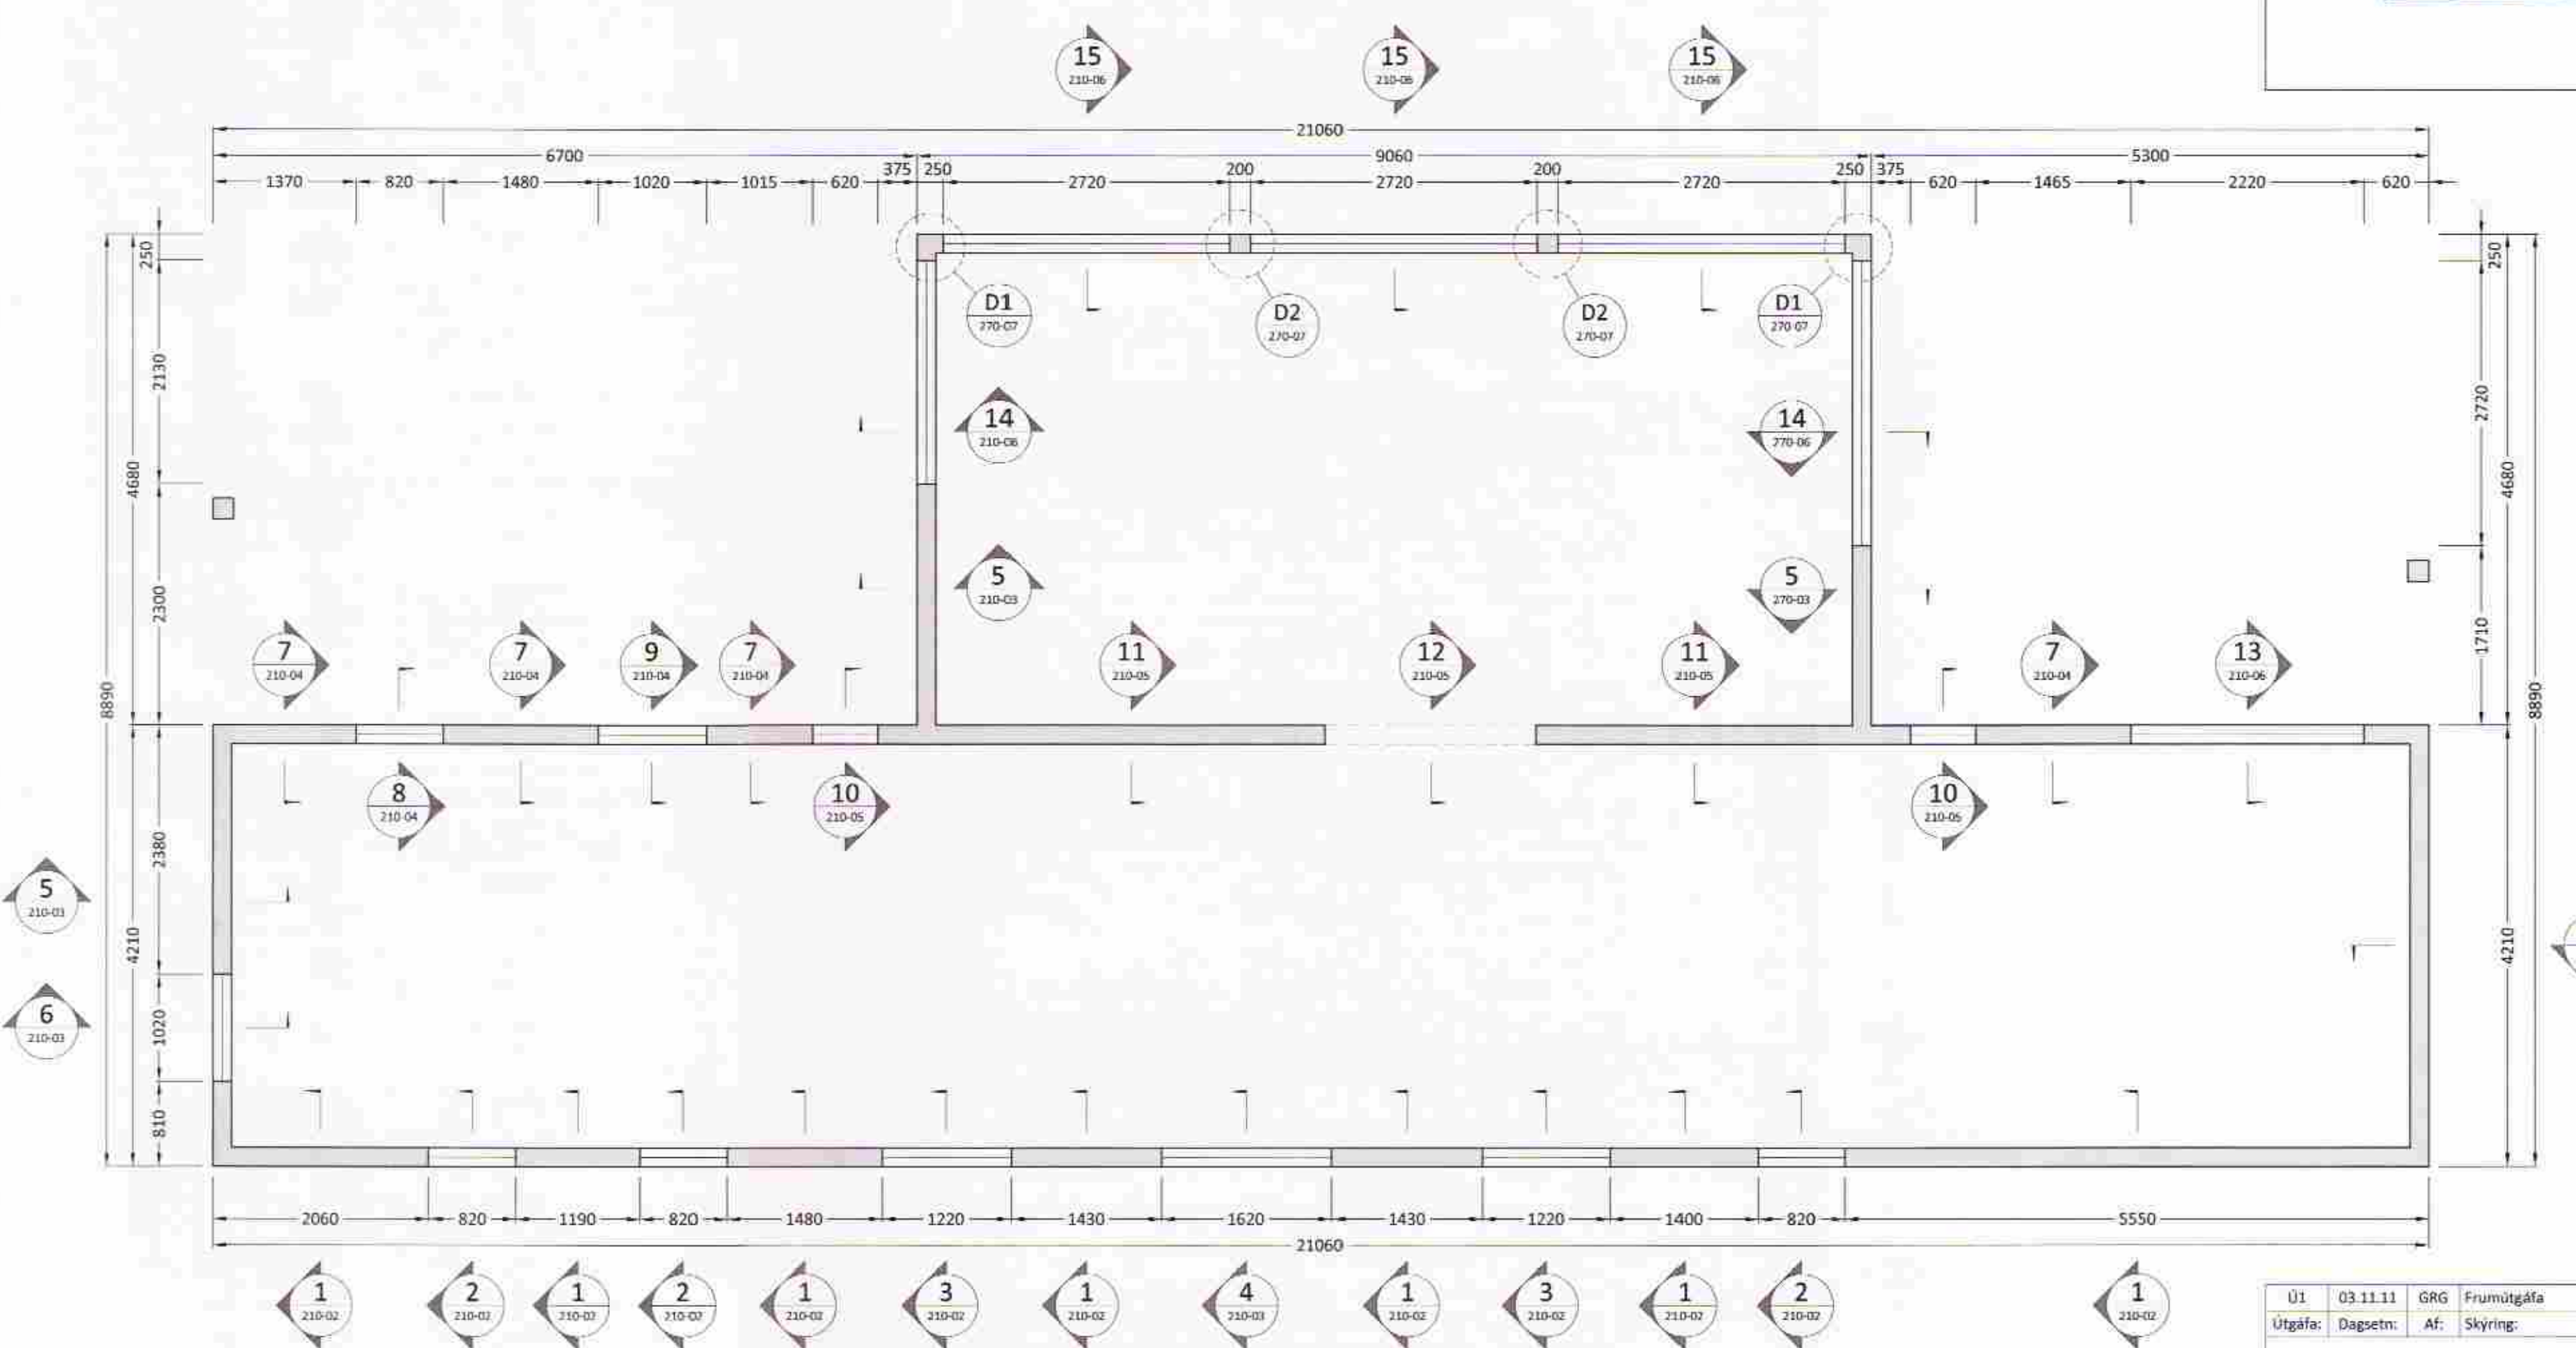 15 15 15
210-06 210-06 210-06
21060
6700 9060 5300
375 250 200 200 250 375
1370 820 1480 1020 1015 620 2720 2720 2720 620 1465 2220 620
250 250
D1 D2 D2 D1
270-07 270-07 270-07 270-07
2130 2720
14 14
210-06 270-06
4680 4680
5 5
210-03 270-03
2300 1710
7 7 9 7 11 12 11 7 13
210-04 210-04 210-04 210-04 210-05 210-05 210-05 210-04 210-06
8890 8890
8 10 10
210-04 210-05 210-05
2380
5
210-03
4210 4210
6
210-03
1020
810
2060 820 1190 820 1480 1220 1430 1620 1430 1220 1400 820 5550
21060
1 2 1 2 1 3 1 4 1 3 1 2 1
210-02 210-02 210-02 210-02 210-02 210-02 210-02 210-03 210-02 210-02 210-02 210-02 210-02
Ú1 03.11.11 GRG Frumútgáfa
Útgáfa: Dagsetn: Af: Skýring: